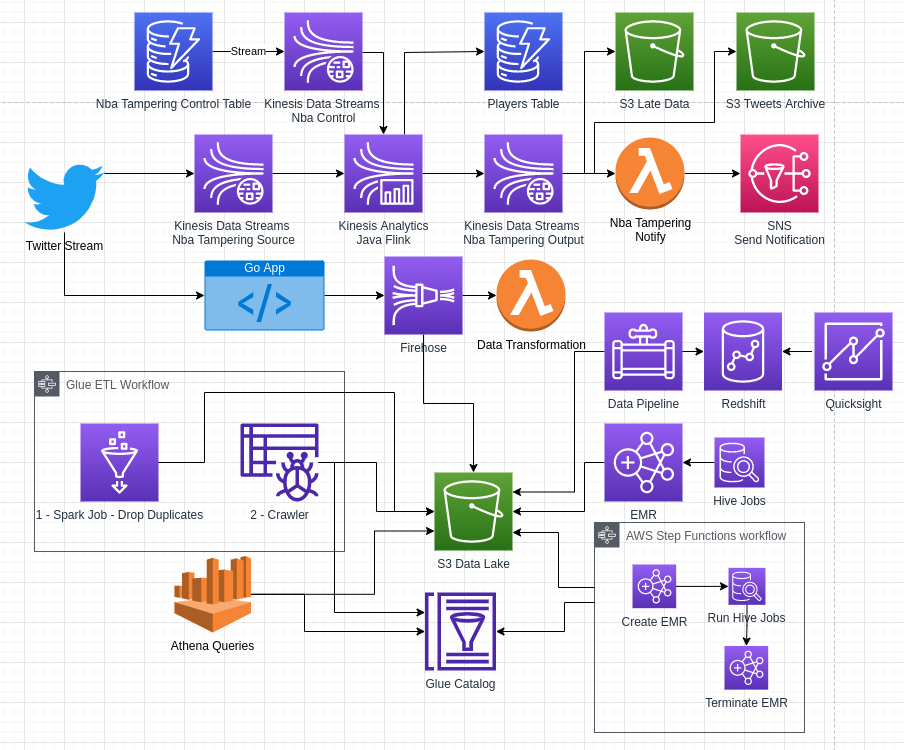 Stream
Nba Tampering Control Table
Kinesis Data Streams
Nba Control
Players Table
S3 Late Data
S3 Tweets Archive
Twitter Stream
Kinesis Data Streams
Nba Tampering Source
Kinesis Analytics
Java Flink
Kinesis Data Streams
Nba Tampering Output
Nba Tampering
Notify
SNS
Send Notification
Go App
</>
Firehose
Data Transformation
Data Pipeline
Redshift
Quicksight
Glue ETL Workflow
1 - Spark Job - Drop Duplicates
2 - Crawler
EMR
Hive Jobs
S3 Data Lake
AWS Step Functions workflow
Create EMR
Run Hive Jobs
Terminate EMR
Athena Queries
Glue Catalog